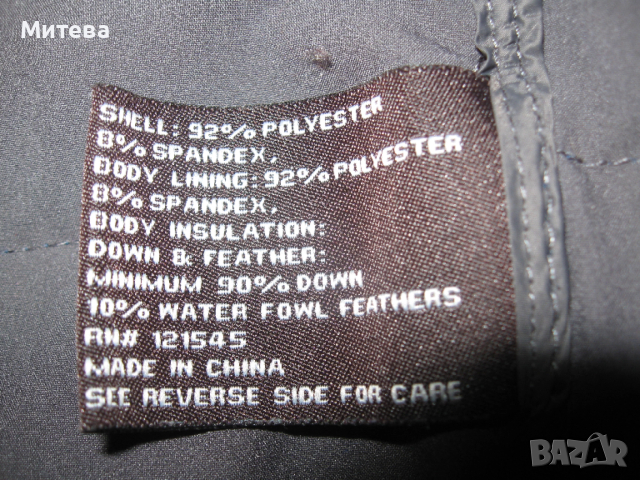 Митева
SHELL: 92% POLYESTER
8% SPANDEX,
BODY LINING: 92% POLYESTER
8% SPANDEX,
BODY INSULATION:
DOWN & FEATHER:
MINIMUM 90% DOWN
10% WATER FOWL FEATHERS
RN# 121545
MADE IN CHINA
SEE REVERSE SIDE FOR CARE
BAZAR